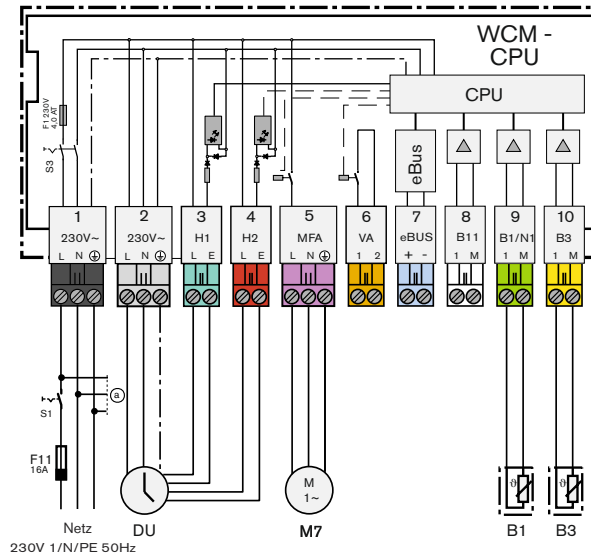 WCM -
CPU
CPU
F1 230V
4.0 AT
S3
eBus
1 2 3 4 5 6 7 8 9 10
230V~ 230V~ H1 H2 MFA VA eBUS B11 B1/N1 B3
L N L N L E L E L N 1 2 + - 1 M 1 M 1 M
a
S1
F11
16A
M
1~
ϑ ϑ
Netz DU M7 B1 B3
230V 1/N/PE 50Hz